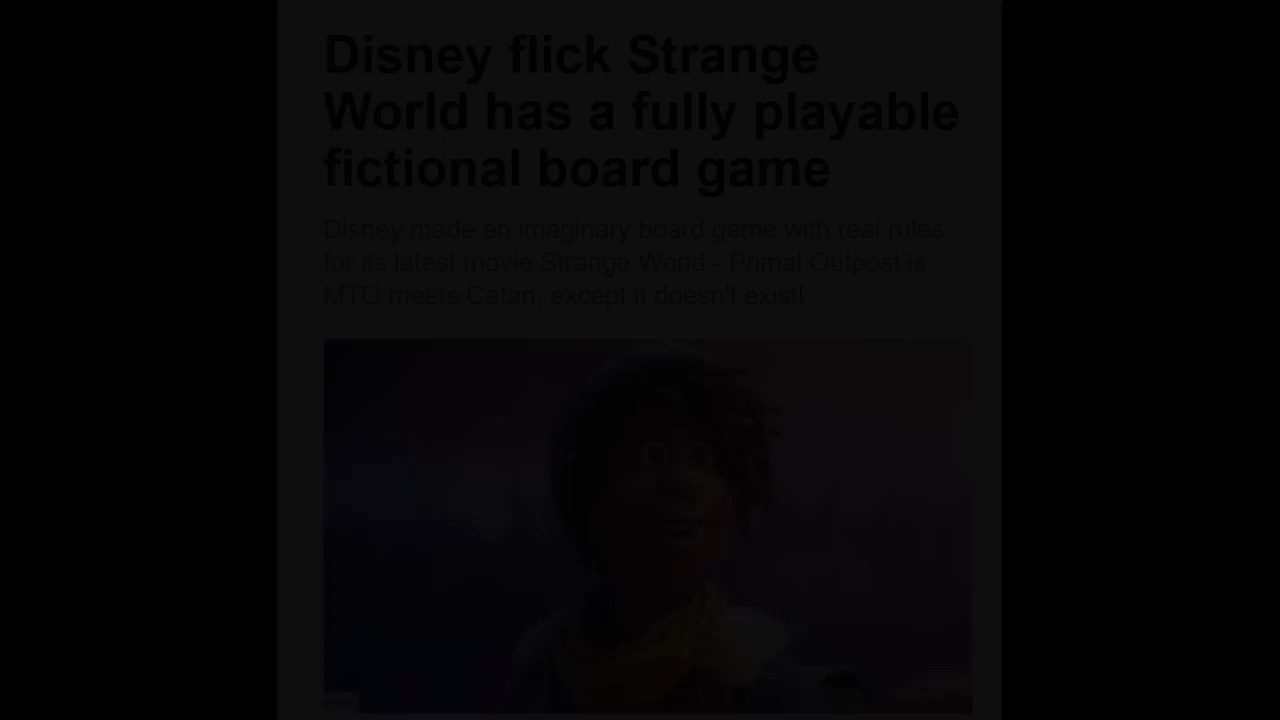 Disney flick Strange
World has a fully playable
fictional board game
Disney made an imaginary board game with real rules
for its latest movie Strange World - Primal Outpost is
MTG meets Catan, except it doesn't exist!